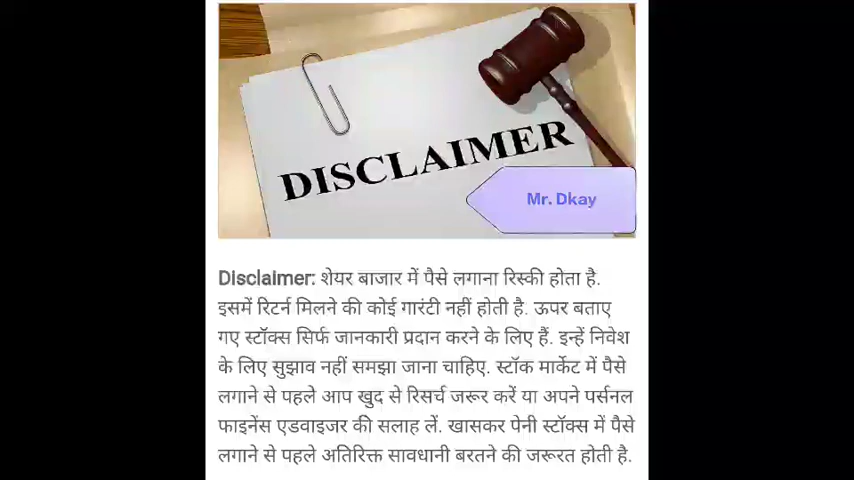 DISCLAIMER
Mr. Dkay
Disclaimer: शेयर बाजार में पैसे लगाना रिस्की होता है.
इसमें रिटर्न मिलने की कोई गारंटी नहीं होती है. ऊपर बताए
गए स्टॉक्स सिर्फ जानकारी प्रदान करने के लिए हैं. इन्हें निवेश
के लिए सुझाव नहीं समझा जाना चाहिए. स्टॉक मार्केट में पैसे
लगाने से पहले आप खुद से रिसर्च जरूर करें या अपने पर्सनल
फाइनेंस एडवाइजर की सलाह लें. खासकर पेनी स्टॉक्स में पैसे
लगाने से पहले अतिरिक्त सावधानी बरतने की जरूरत होती है.